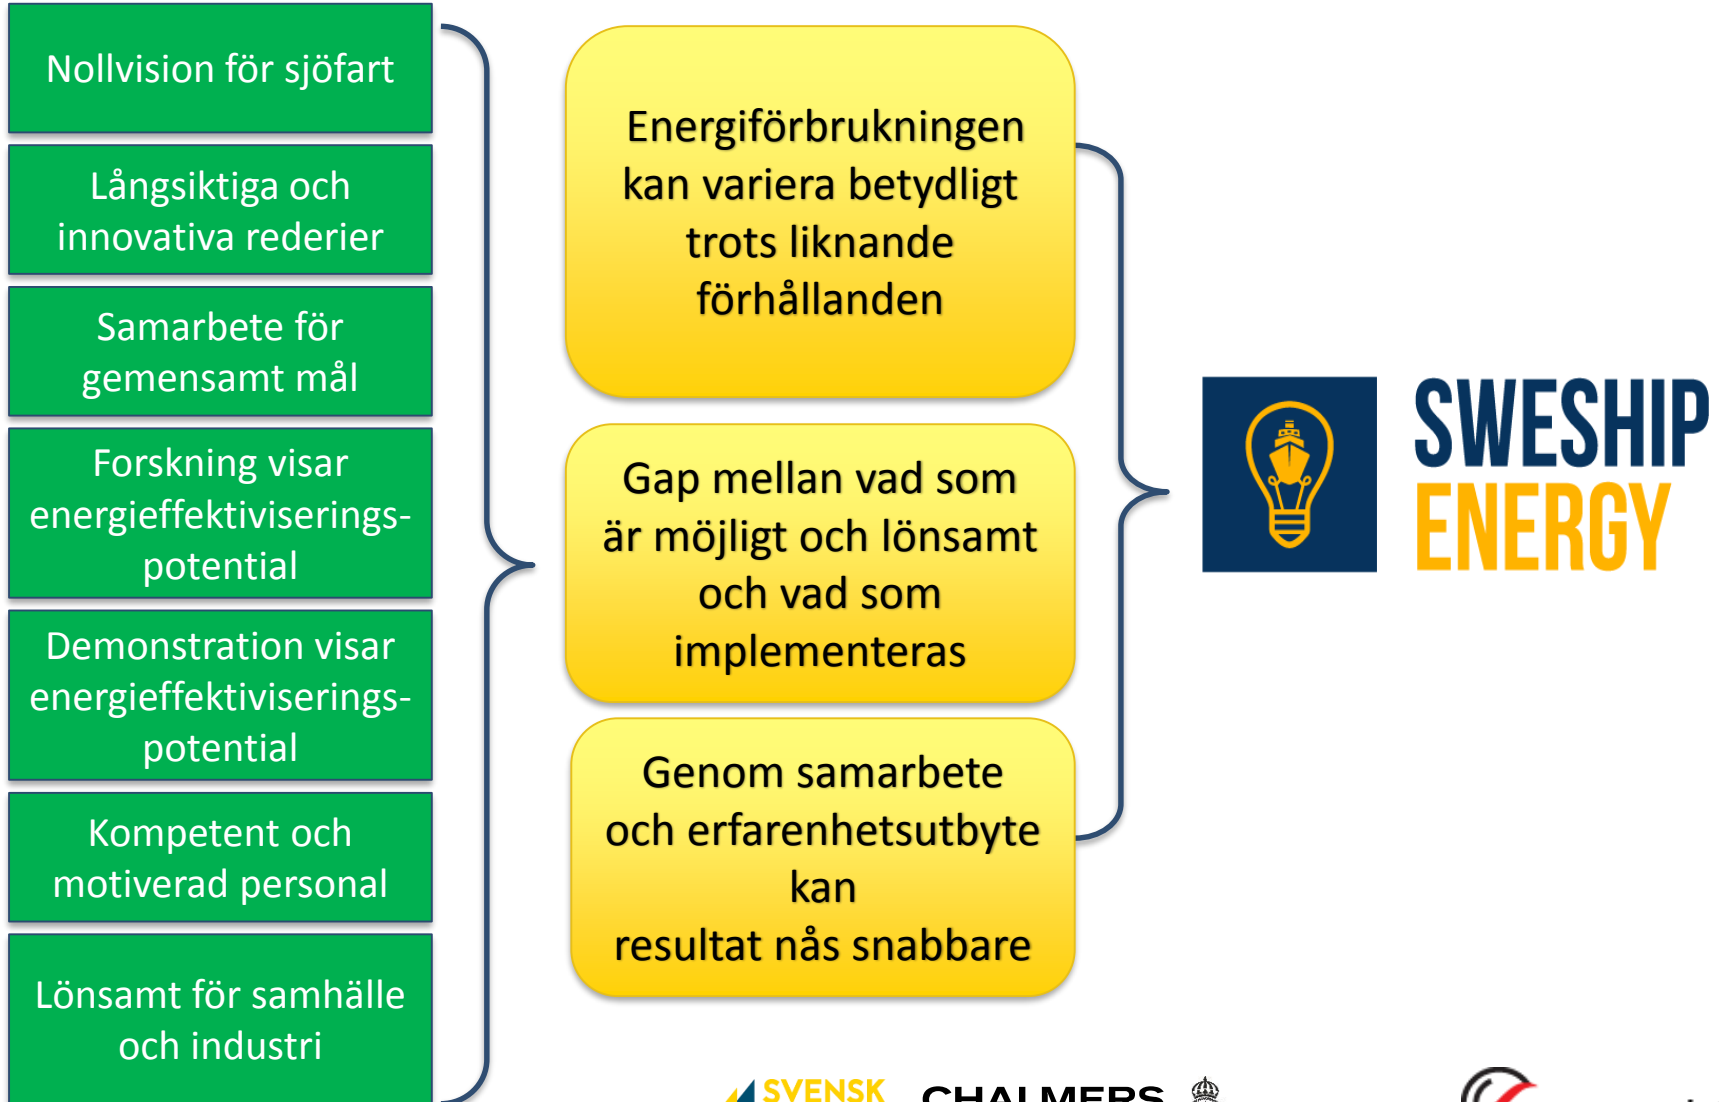 Nollvision för sjöfart
Långsiktiga och
innovativa rederier
Samarbete för
gemensamt mål
Forskning visar
energieffektiviserings-
potential
Demonstration visar
energieffektiviserings-
potential
Kompetent och
motiverad personal
Lönsamt för samhälle
och industri
Energiförbrukningen
kan variera betydligt
trots liknande
förhållanden
Gap mellan vad som
är möjligt och lönsamt
och vad som
implementeras
Genom samarbete
och erfarenhetsutbyte
kan
resultat nås snabbare
SWESHIP
ENERGY
SVENSK
CHALMERS